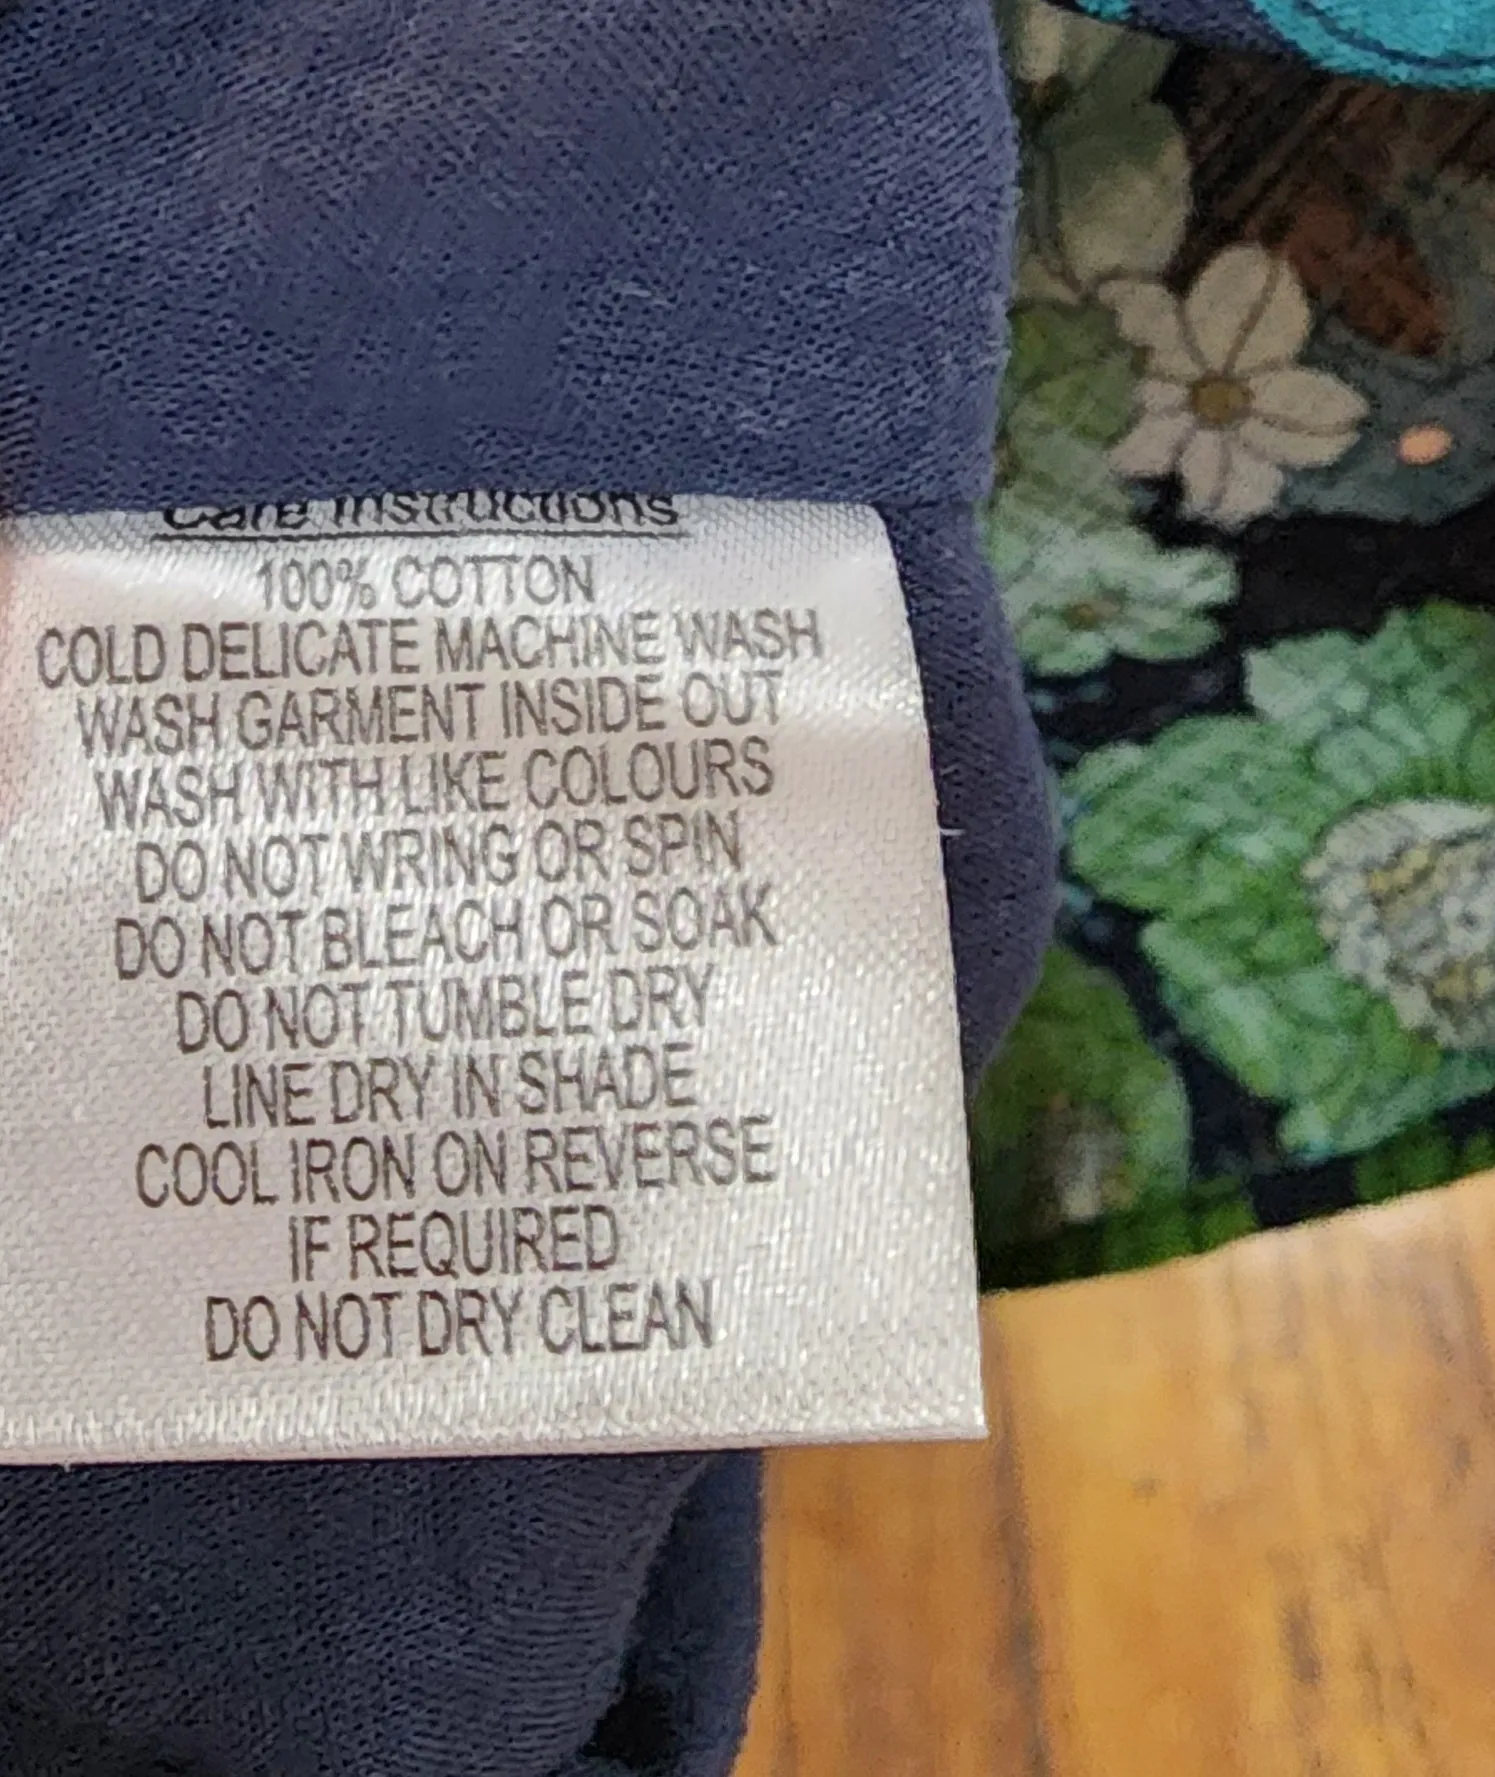 Care Instructions
100% COTTON
COLD DELICATE MACHINE WASH
WASH GARMENT INSIDE OUT
WASH WITH LIKE COLOURS
DO NOT WRING OR SPIN
DO NOT BLEACH OR SOAK
DO NOT TUMBLE DRY
LINE DRY IN SHADE
COOL IRON ON REVERSE
IF REQUIRED
DO NOT DRY CLEAN